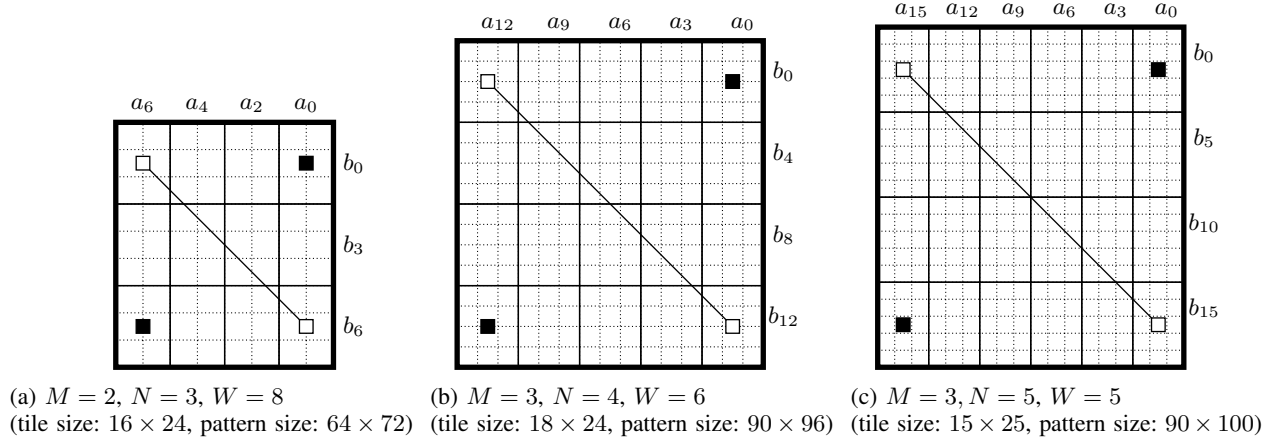 a₆ a₄ a₂ a₀
b₀
b₃
b₆
(a) M = 2, N = 3, W = 8
(tile size: 16 × 24, pattern size: 64 × 72)
a₁₂ a₉ a₆ a₃ a₀
b₀
b₄
b₈
b₁₂
(b) M = 3, N = 4, W = 6
(tile size: 18 × 24, pattern size: 90 × 96)
a₁₅ a₁₂ a₉ a₆ a₃ a₀
b₀
b₅
b₁₀
b₁₅
(c) M = 3, N = 5, W = 5
(tile size: 15 × 25, pattern size: 90 × 100)